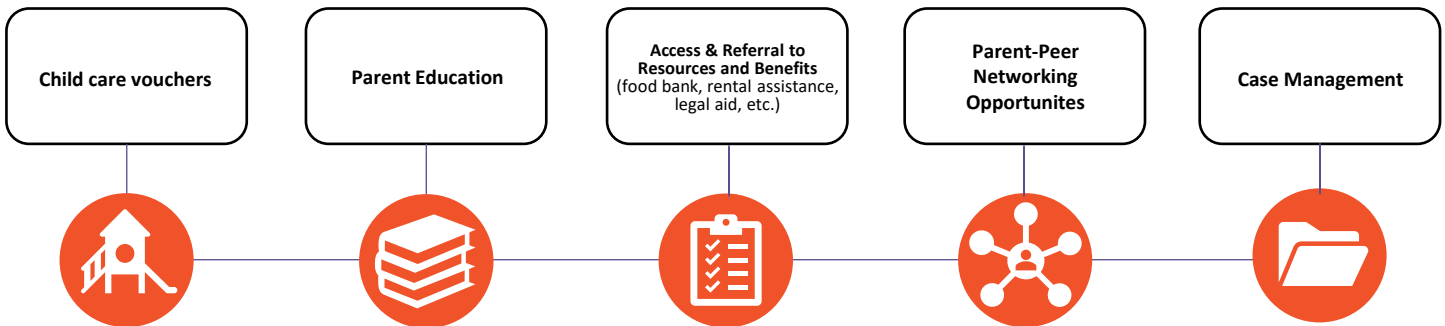 Child care vouchers
Parent Education
Access & Referral to
Resources and Benefits
(food bank, rental assistance,
legal aid, etc.)
Parent-Peer
Networking
Opportunites
Case Management